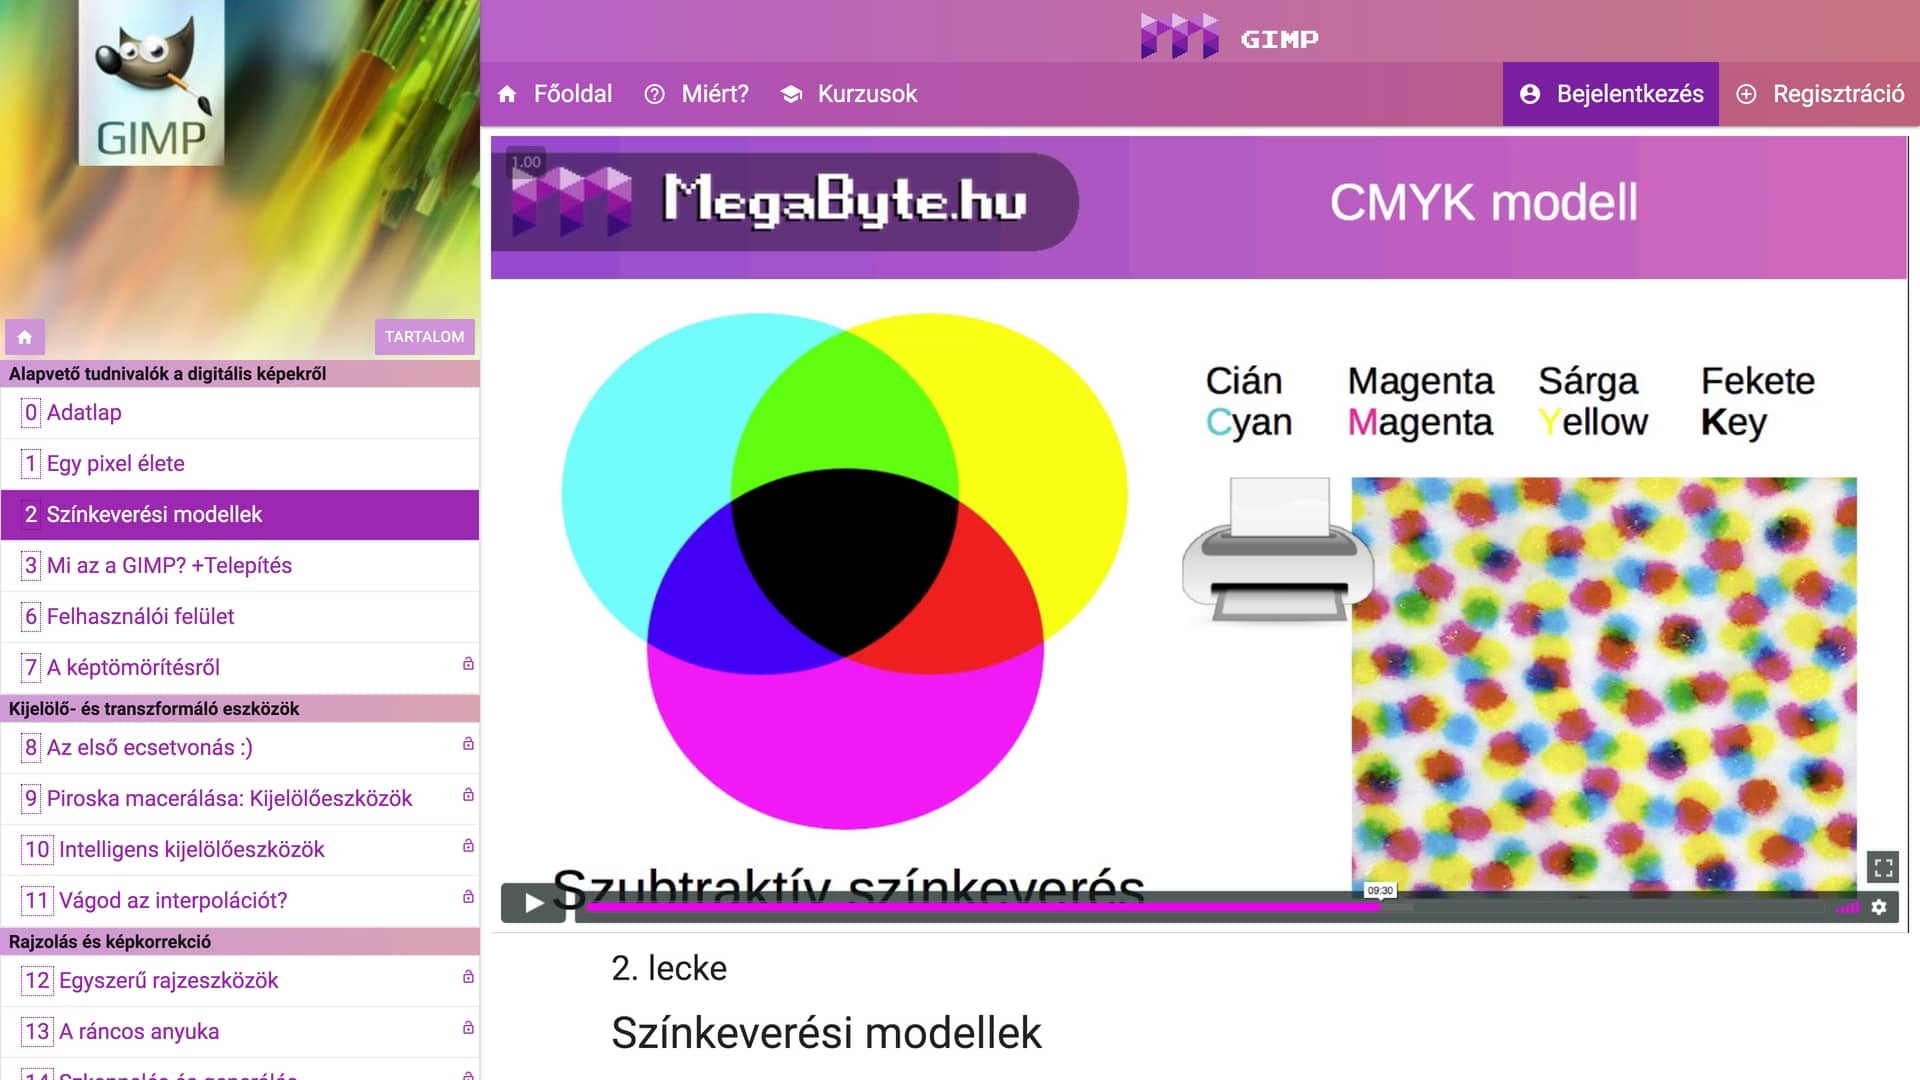 GIMP
TARTALOM
Alapvető tudnivalók a digitális képekről
0 Adatlap
1 Egy pixel élete
2 Színkeverési modellek
3 Mi az a GIMP? +Telepítés
6 Felhasználói felület
7 A képtömörítésről
Kijelölő- és transzformáló eszközök
8 Az első ecsetvonás :)
9 Piroska macerálása: Kijelölőeszközök
10 Intelligens kijelölőeszközök
11 Vágod az interpolációt?
Rajzolás és képkorrekció
12 Egyszerű rajzeszközök
13 A ráncos anyuka
GIMP
Főoldal Miért? Kurzusok Bejelentkezés Regisztráció
1.00
MegaByte.hu
CMYK modell
Cián Magenta Sárga Fekete
Cyan Magenta Yellow Key
Szubtraktív színkeverés
09:30
2. lecke
Színkeverési modellek